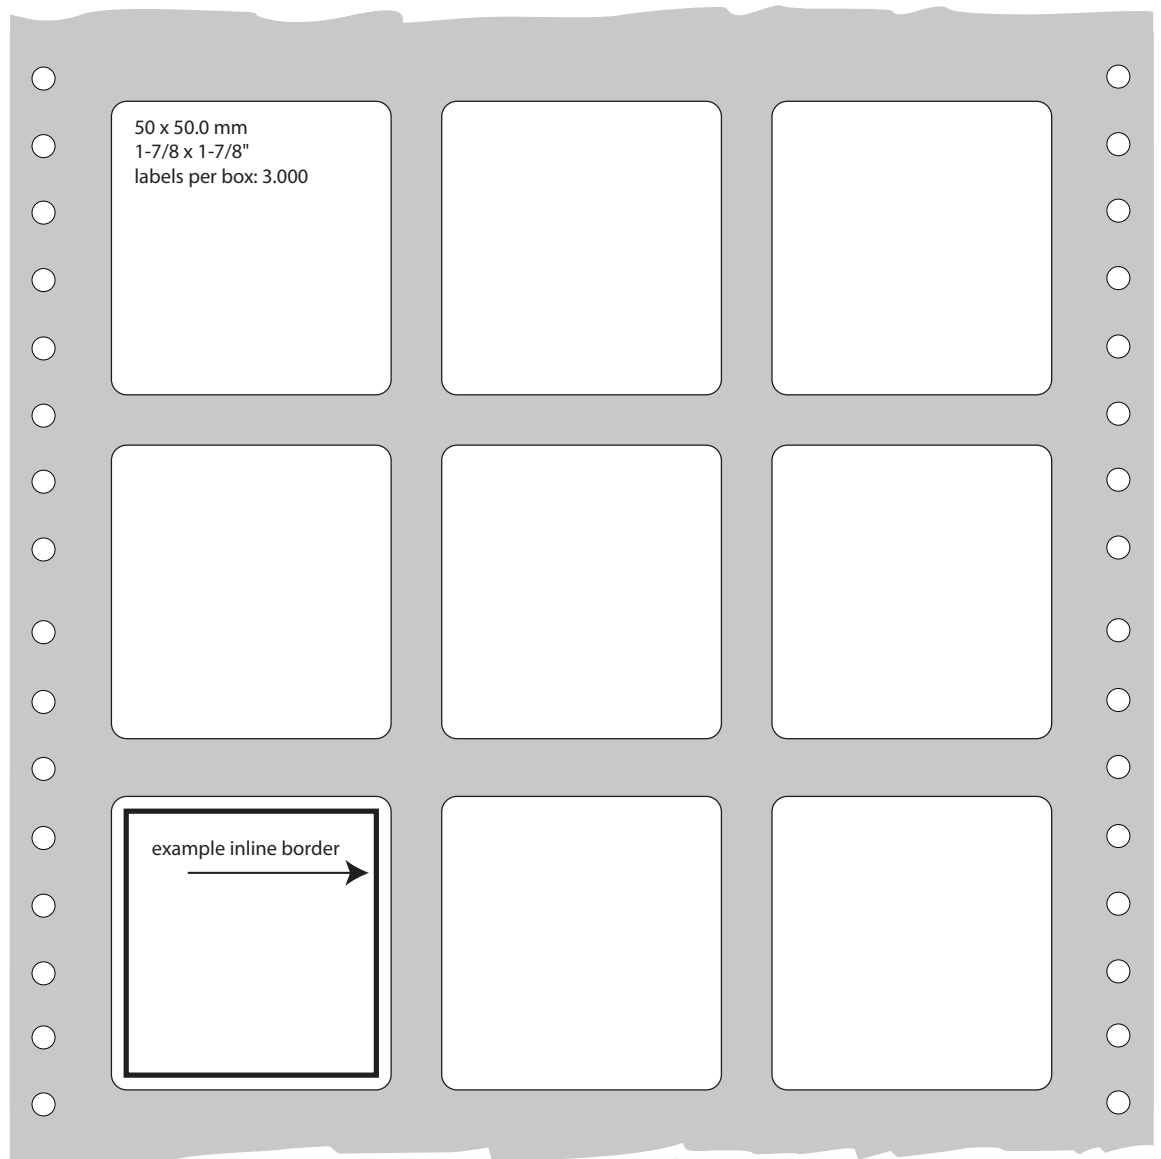 50 x 50.0 mm
1-7/8 x 1-7/8"
labels per box: 3.000
example inline border